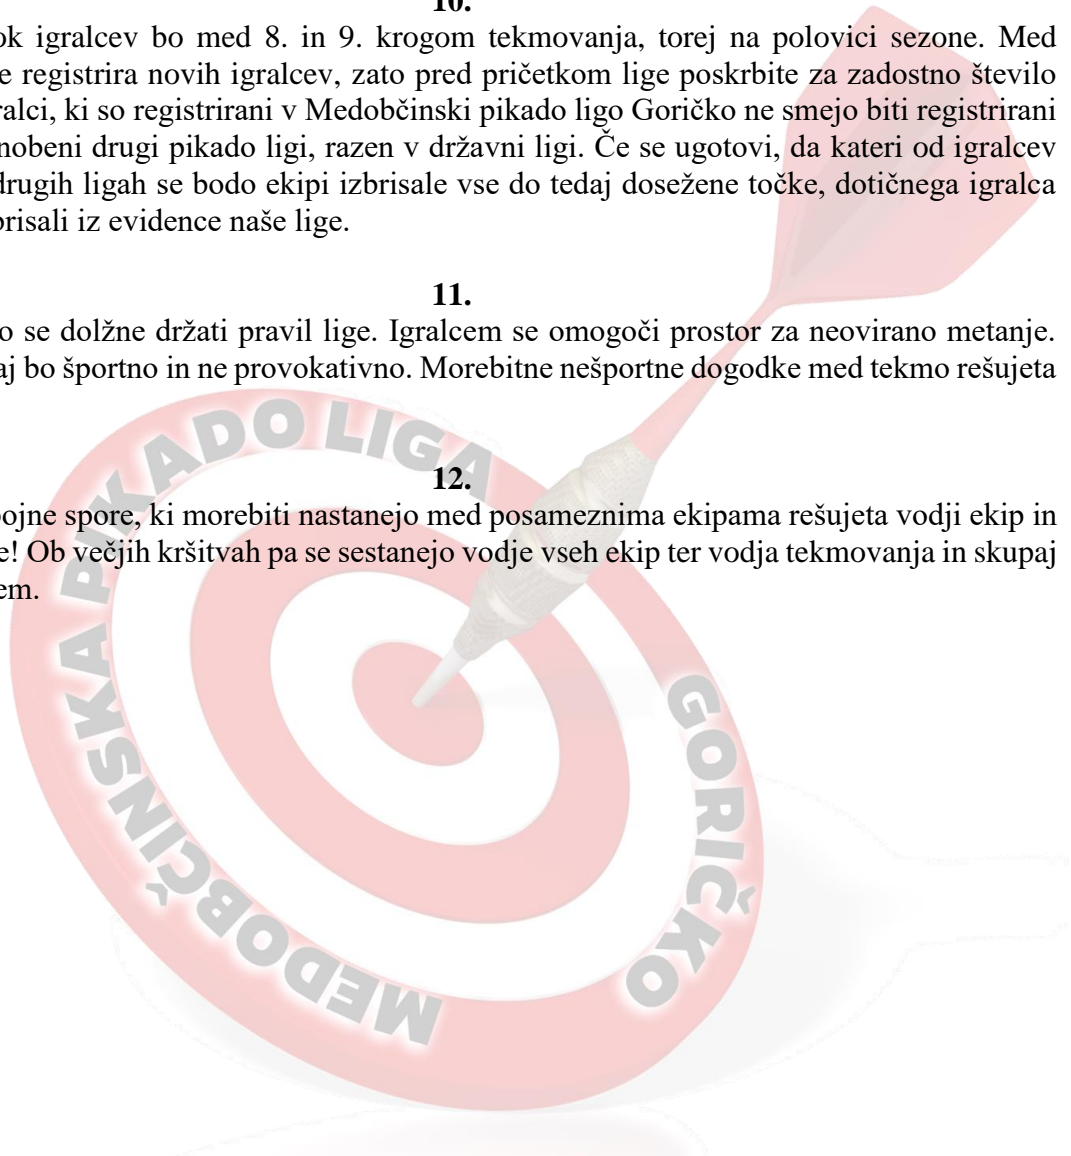 10.
ok igralcev bo med 8. in 9. krogom tekmovanja, torej na polovici sezone. Med
e registrira novih igralcev, zato pred pričetkom lige poskrbite za zadostno število
ralci, ki so registrirani v Medobčinski pikado ligo Goričko ne smejo biti registrirani
nobeni drugi pikado ligi, razen v državni ligi. Če se ugotovi, da kateri od igralcev
drugih ligah se bodo ekipi izbrisale vse do tedaj dosežene točke, dotičnega igralca
brisali iz evidence naše lige.
11.
o se dolžne držati pravil lige. Igralcem se omogoči prostor za neovirano metanje.
aj bo športno in ne provokativno. Morebitne nešportne dogodke med tekmo rešujeta
12.
ojne spore, ki morebiti nastanejo med posameznima ekipama rešujeta vodji ekip in
e! Ob večjih kršitvah pa se sestanejo vodje vseh ekip ter vodja tekmovanja in skupaj
em.
MEDOBČINSKA PIKADO LIGA
GORIČKO